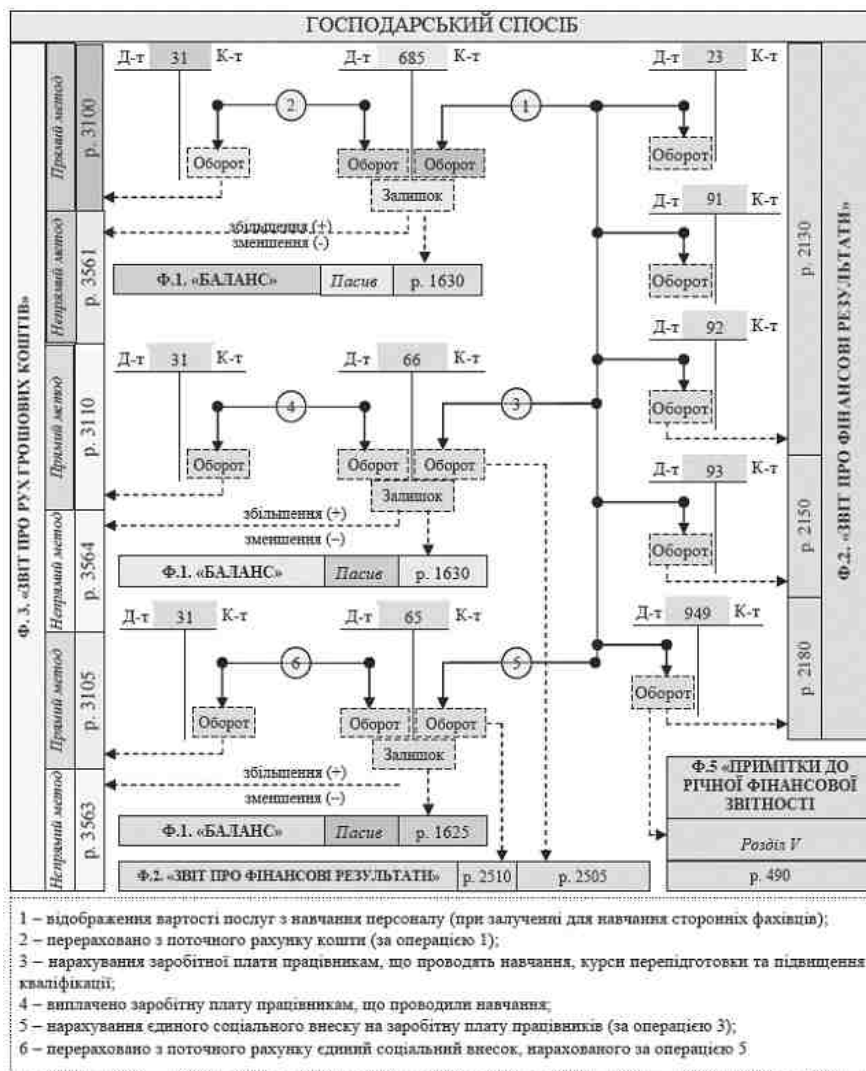 ГОСПОДАРСЬКИЙ СПОСІБ
Ф. 3. «ЗВІТ ПРО РУХ ГРОШОВИХ КОШТІВ»
Прямий метод
р. 3100
Непрямий метод
р. 3561
Прямий метод
р. 3110
Непрямий метод
р. 3564
Прямий метод
р. 3105
Непрямий метод
р. 3563
Д-т 31 К-т
Д-т 685 К-т
Д-т 23 К-т
2
1
Оборот
Оборот
Оборот
Оборот
Залишок
збільшення (+)
зменшення (-)
Ф.1. «БАЛАНС» Пасив р. 1630
Д-т 91 К-т
Оборот
Д-т 31 К-т
Д-т 66 К-т
Д-т 92 К-т
4
3
Оборот
Оборот
Оборот
Оборот
Залишок
збільшення (+)
зменшення (–)
Ф.1. «БАЛАНС» Пасив р. 1630
Д-т 93 К-т
Оборот
Д-т 31 К-т
Д-т 65 К-т
Д-т 949 К-т
6
5
Оборот
Оборот
Оборот
Оборот
Залишок
збільшення (+)
зменшення (–)
Ф.1. «БАЛАНС» Пасив р. 1625
Ф.2. «ЗВІТ ПРО ФІНАНСОВІ РЕЗУЛЬТАТИ» р. 2510 р. 2505
р. 2130
р. 2150
р. 2180
Ф.2. «ЗВІТ ПРО ФІНАНСОВІ РЕЗУЛЬТАТИ»
Ф.5 «ПРИМІТКИ ДО
РІЧНОЇ ФІНАНСОВОЇ
ЗВІТНОСТІ
Розділ V
р. 490
1 – відображення вартості послуг з навчання персоналу (при залученні для навчання сторонніх фахівців);
2 – перераховано з поточного рахунку кошти (за операцією 1);
3 – нарахування заробітної плати працівникам, що проводять навчання, курси перепідготовки та підвищення
кваліфікації;
4 – виплачено заробітну плату працівникам, що проводили навчання;
5 – нарахування єдиного соціального внеску на заробітну плату працівників (за операцією 3);
6 – перераховано з поточного рахунку єдиний соціальний внесок, нарахованого за операцією 5